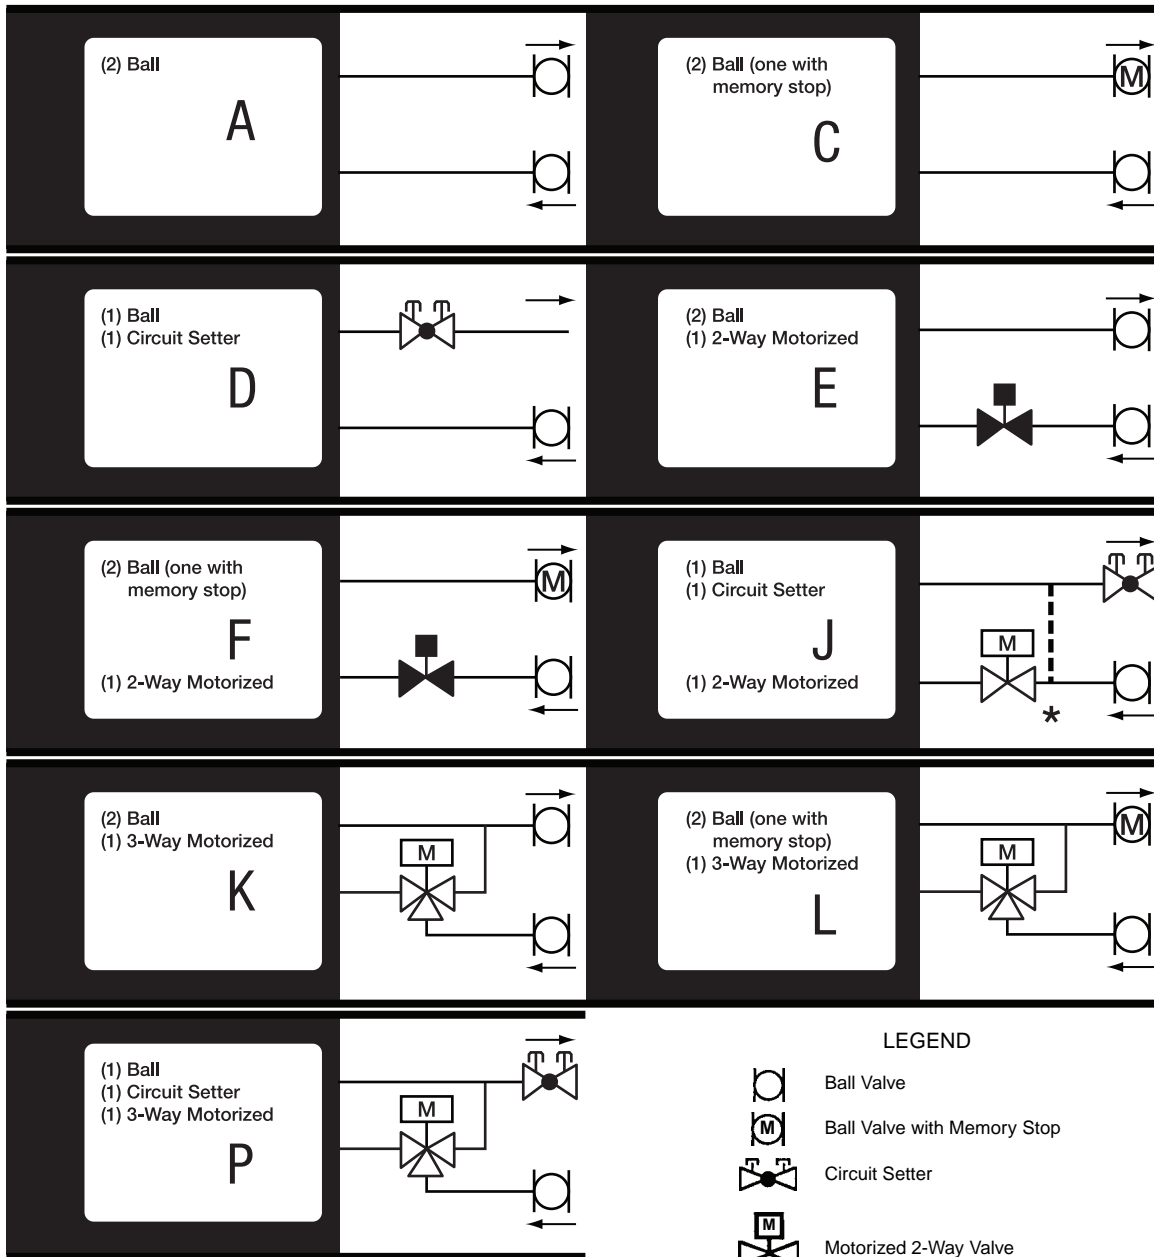 (2) Ball
A
(2) Ball (one with
memory stop)
C
M
(1) Ball
(1) Circuit Setter
D
(2) Ball
(1) 2-Way Motorized
E
(2) Ball (one with
memory stop)
F
(1) 2-Way Motorized
M
(1) Ball
(1) Circuit Setter
J
(1) 2-Way Motorized
M
*
(2) Ball
(1) 3-Way Motorized
K
M
(2) Ball (one with
memory stop)
(1) 3-Way Motorized
L
M
M
(1) Ball
(1) Circuit Setter
(1) 3-Way Motorized
P
M
LEGEND
Ball Valve
M Ball Valve with Memory Stop
Circuit Setter
M Motorized 2-Way Valve